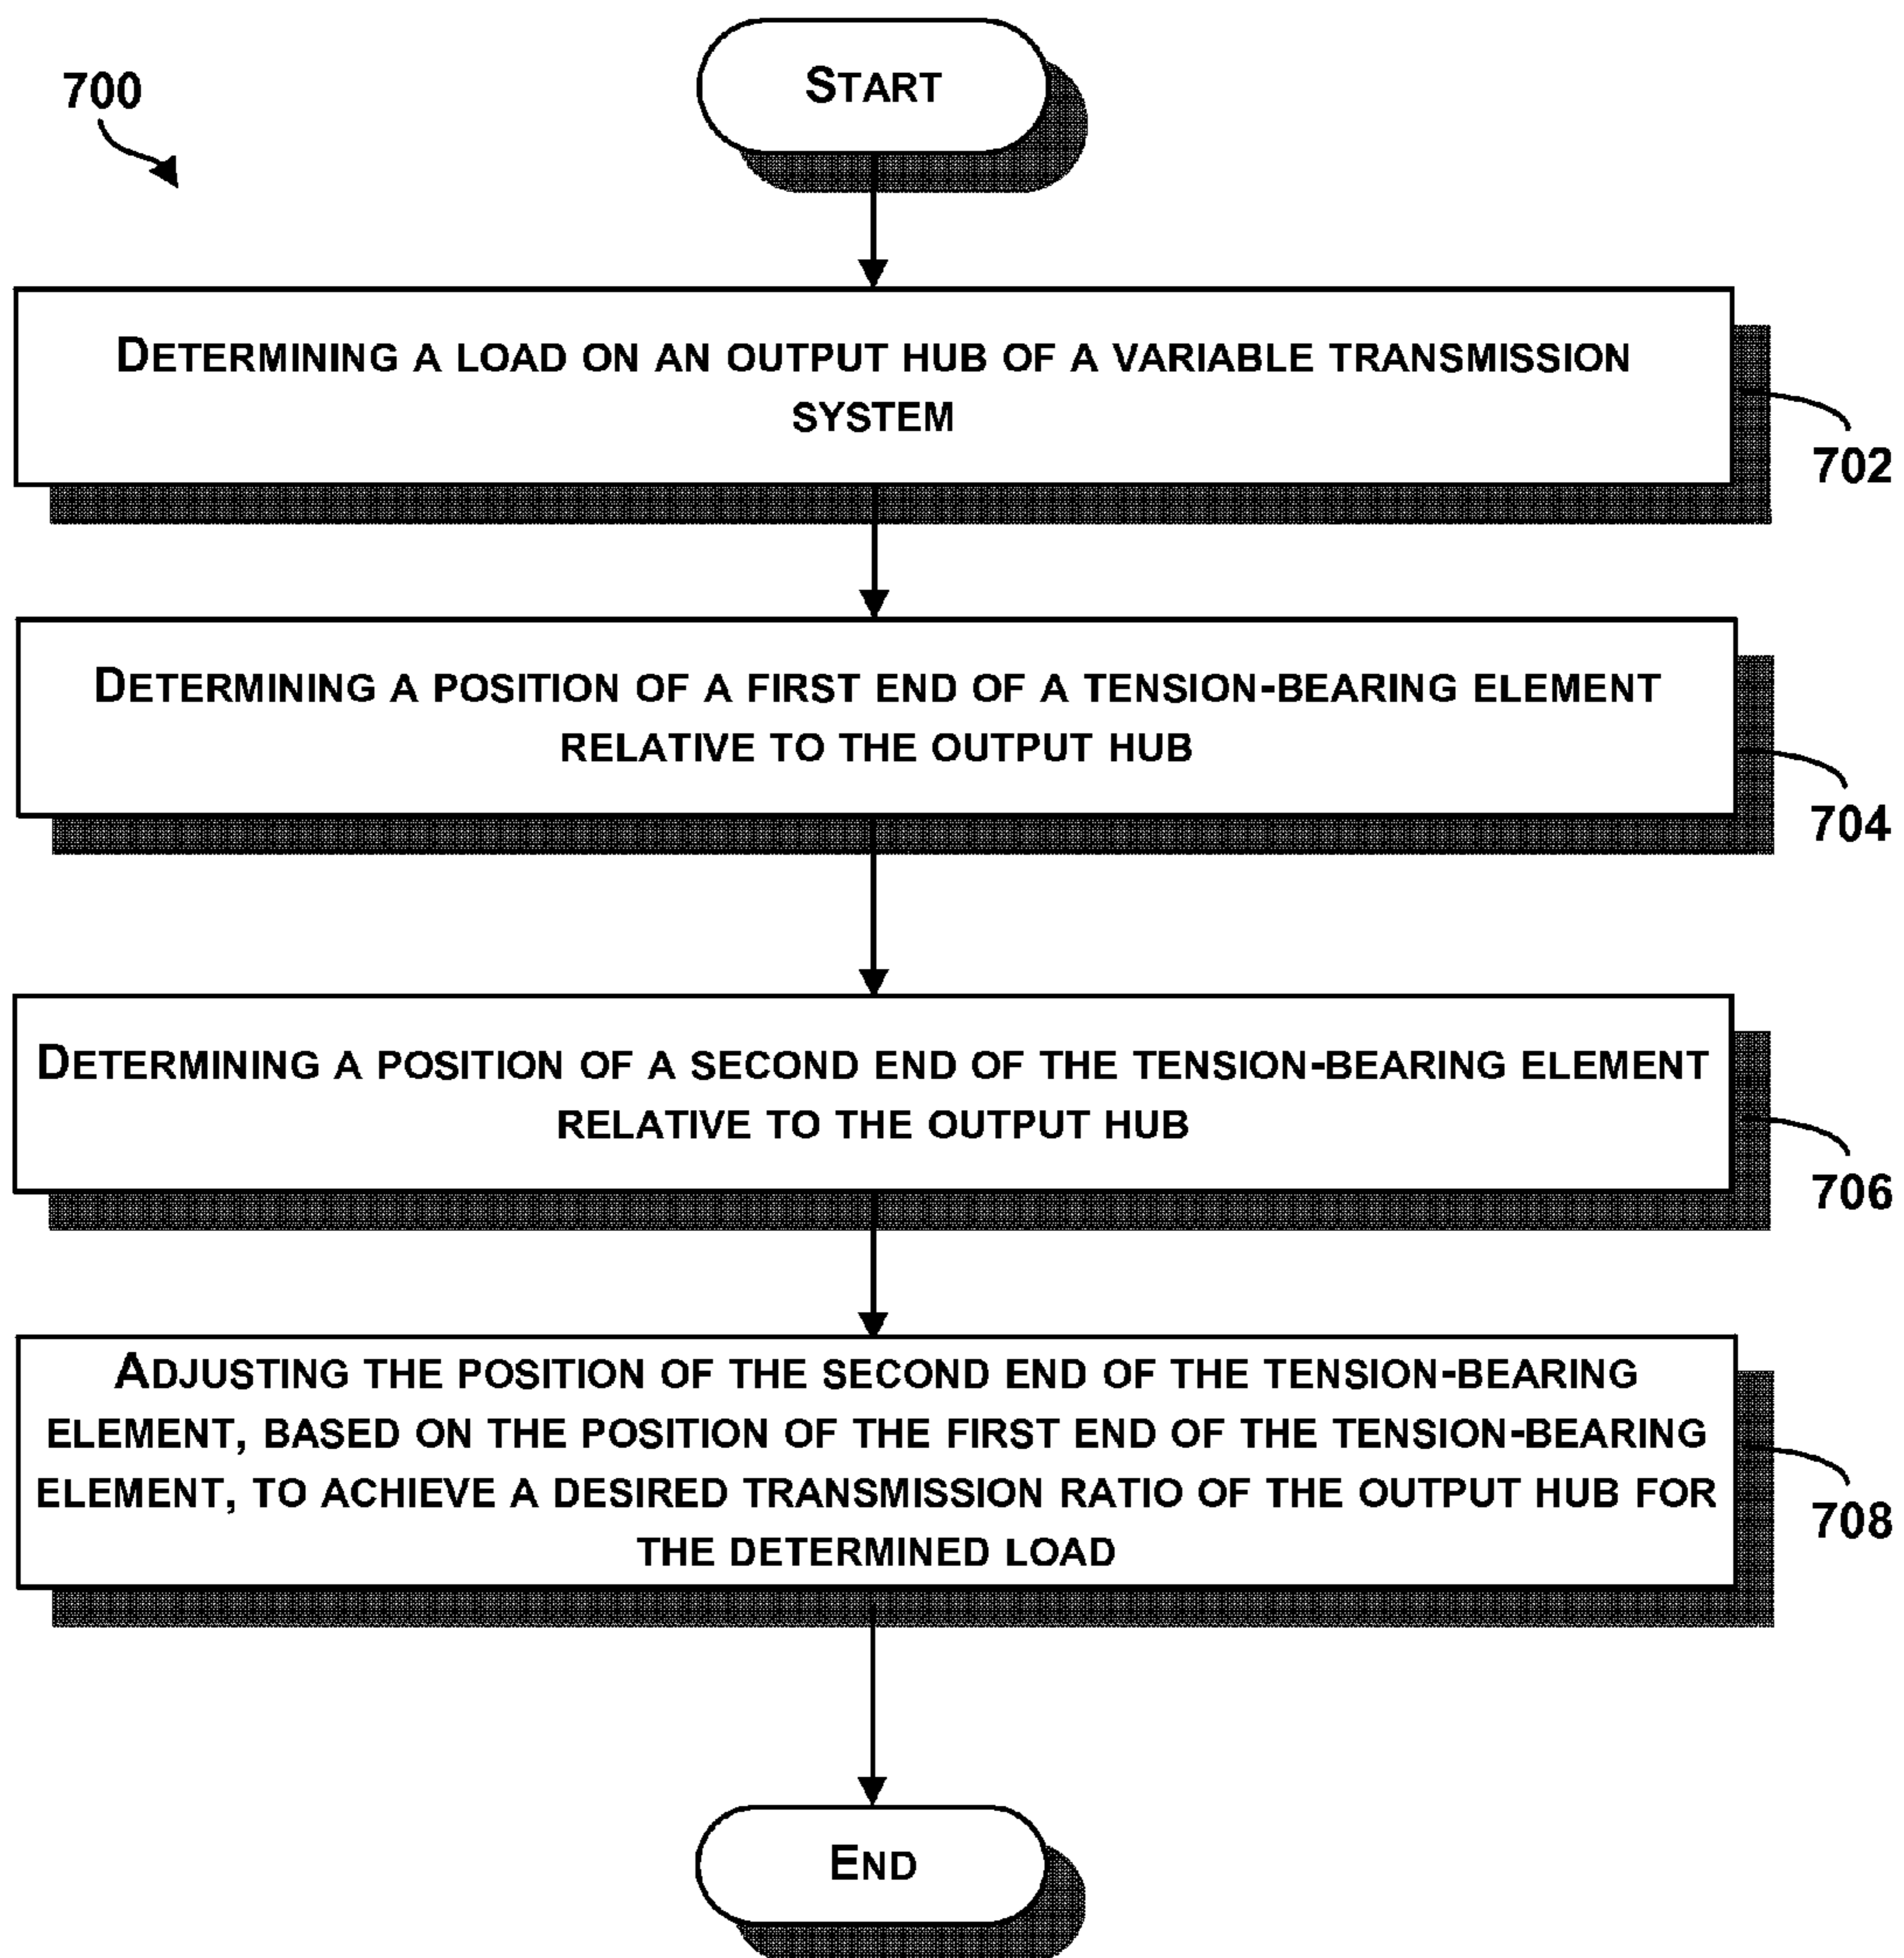 700
START
DETERMINING A LOAD ON AN OUTPUT HUB OF A VARIABLE TRANSMISSION
SYSTEM
702
DETERMINING A POSITION OF A FIRST END OF A TENSION-BEARING ELEMENT
RELATIVE TO THE OUTPUT HUB
704
DETERMINING A POSITION OF A SECOND END OF THE TENSION-BEARING ELEMENT
RELATIVE TO THE OUTPUT HUB
706
ADJUSTING THE POSITION OF THE SECOND END OF THE TENSION-BEARING
ELEMENT, BASED ON THE POSITION OF THE FIRST END OF THE TENSION-BEARING
ELEMENT, TO ACHIEVE A DESIRED TRANSMISSION RATIO OF THE OUTPUT HUB FOR
THE DETERMINED LOAD
708
END